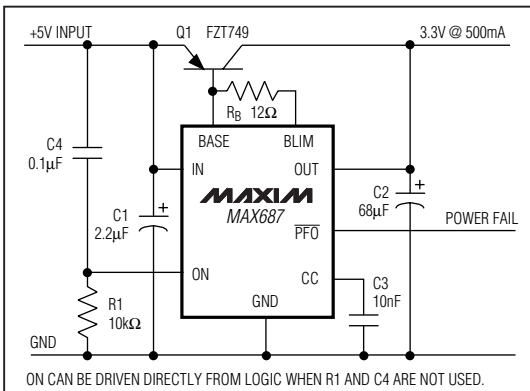 +5V INPUT
Q1
FZT749
3.3V @ 500mA
RB 12Ω
BASE
BLIM
C4
0.1µF
IN
OUT
MAXIM
MAX687
C1
2.2µF
C2
68µF
PFO
POWER FAIL
ON
CC
C3
10nF
R1
10kΩ
GND
GND
ON CAN BE DRIVEN DIRECTLY FROM LOGIC WHEN R1 AND C4 ARE NOT USED.